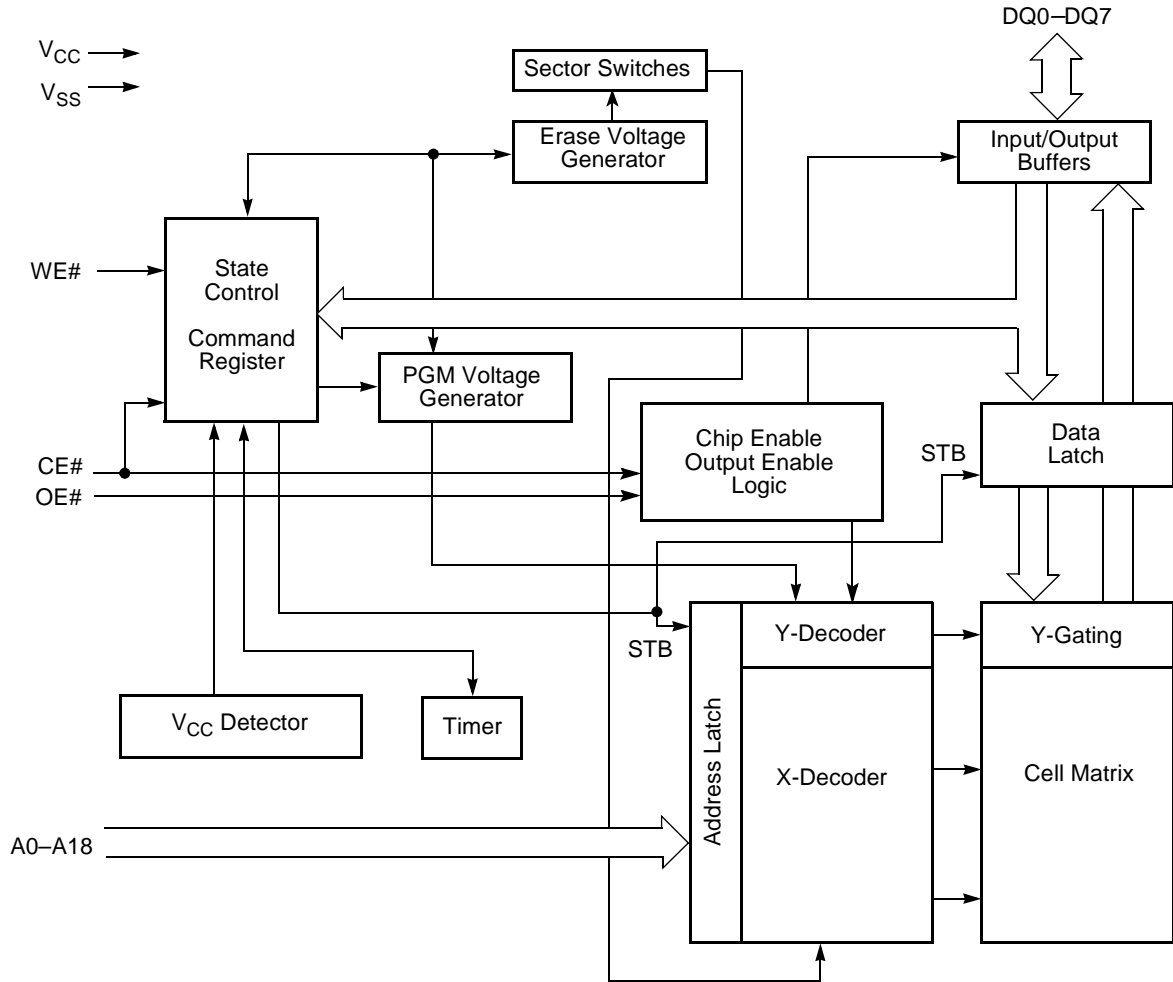 DQ0–DQ7
VCC
VSS
Sector Switches
Erase Voltage
Generator
Input/Output
Buffers
WE#
State
Control
Command
Register
PGM Voltage
Generator
Chip Enable
Output Enable
Logic
CE#
OE#
STB
Data
Latch
STB
Address Latch
Y-Decoder
Y-Gating
VCC Detector
Timer
X-Decoder
Cell Matrix
A0–A18